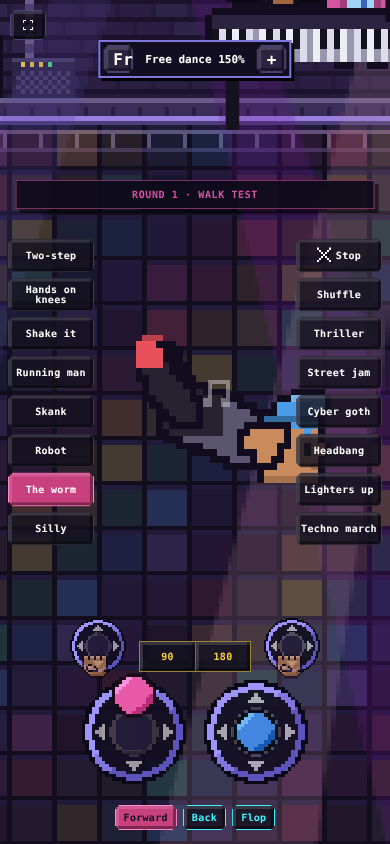 Fr
Free dance 150%
+
ROUND 1 · WALK TEST
Two-step
Hands on
knees
Shake it
Running man
Skank
Robot
The worm
Silly
Stop
Shuffle
Thriller
Street jam
Cyber goth
Headbang
Lighters up
Techno march
90
180
Forward
Back
Flop